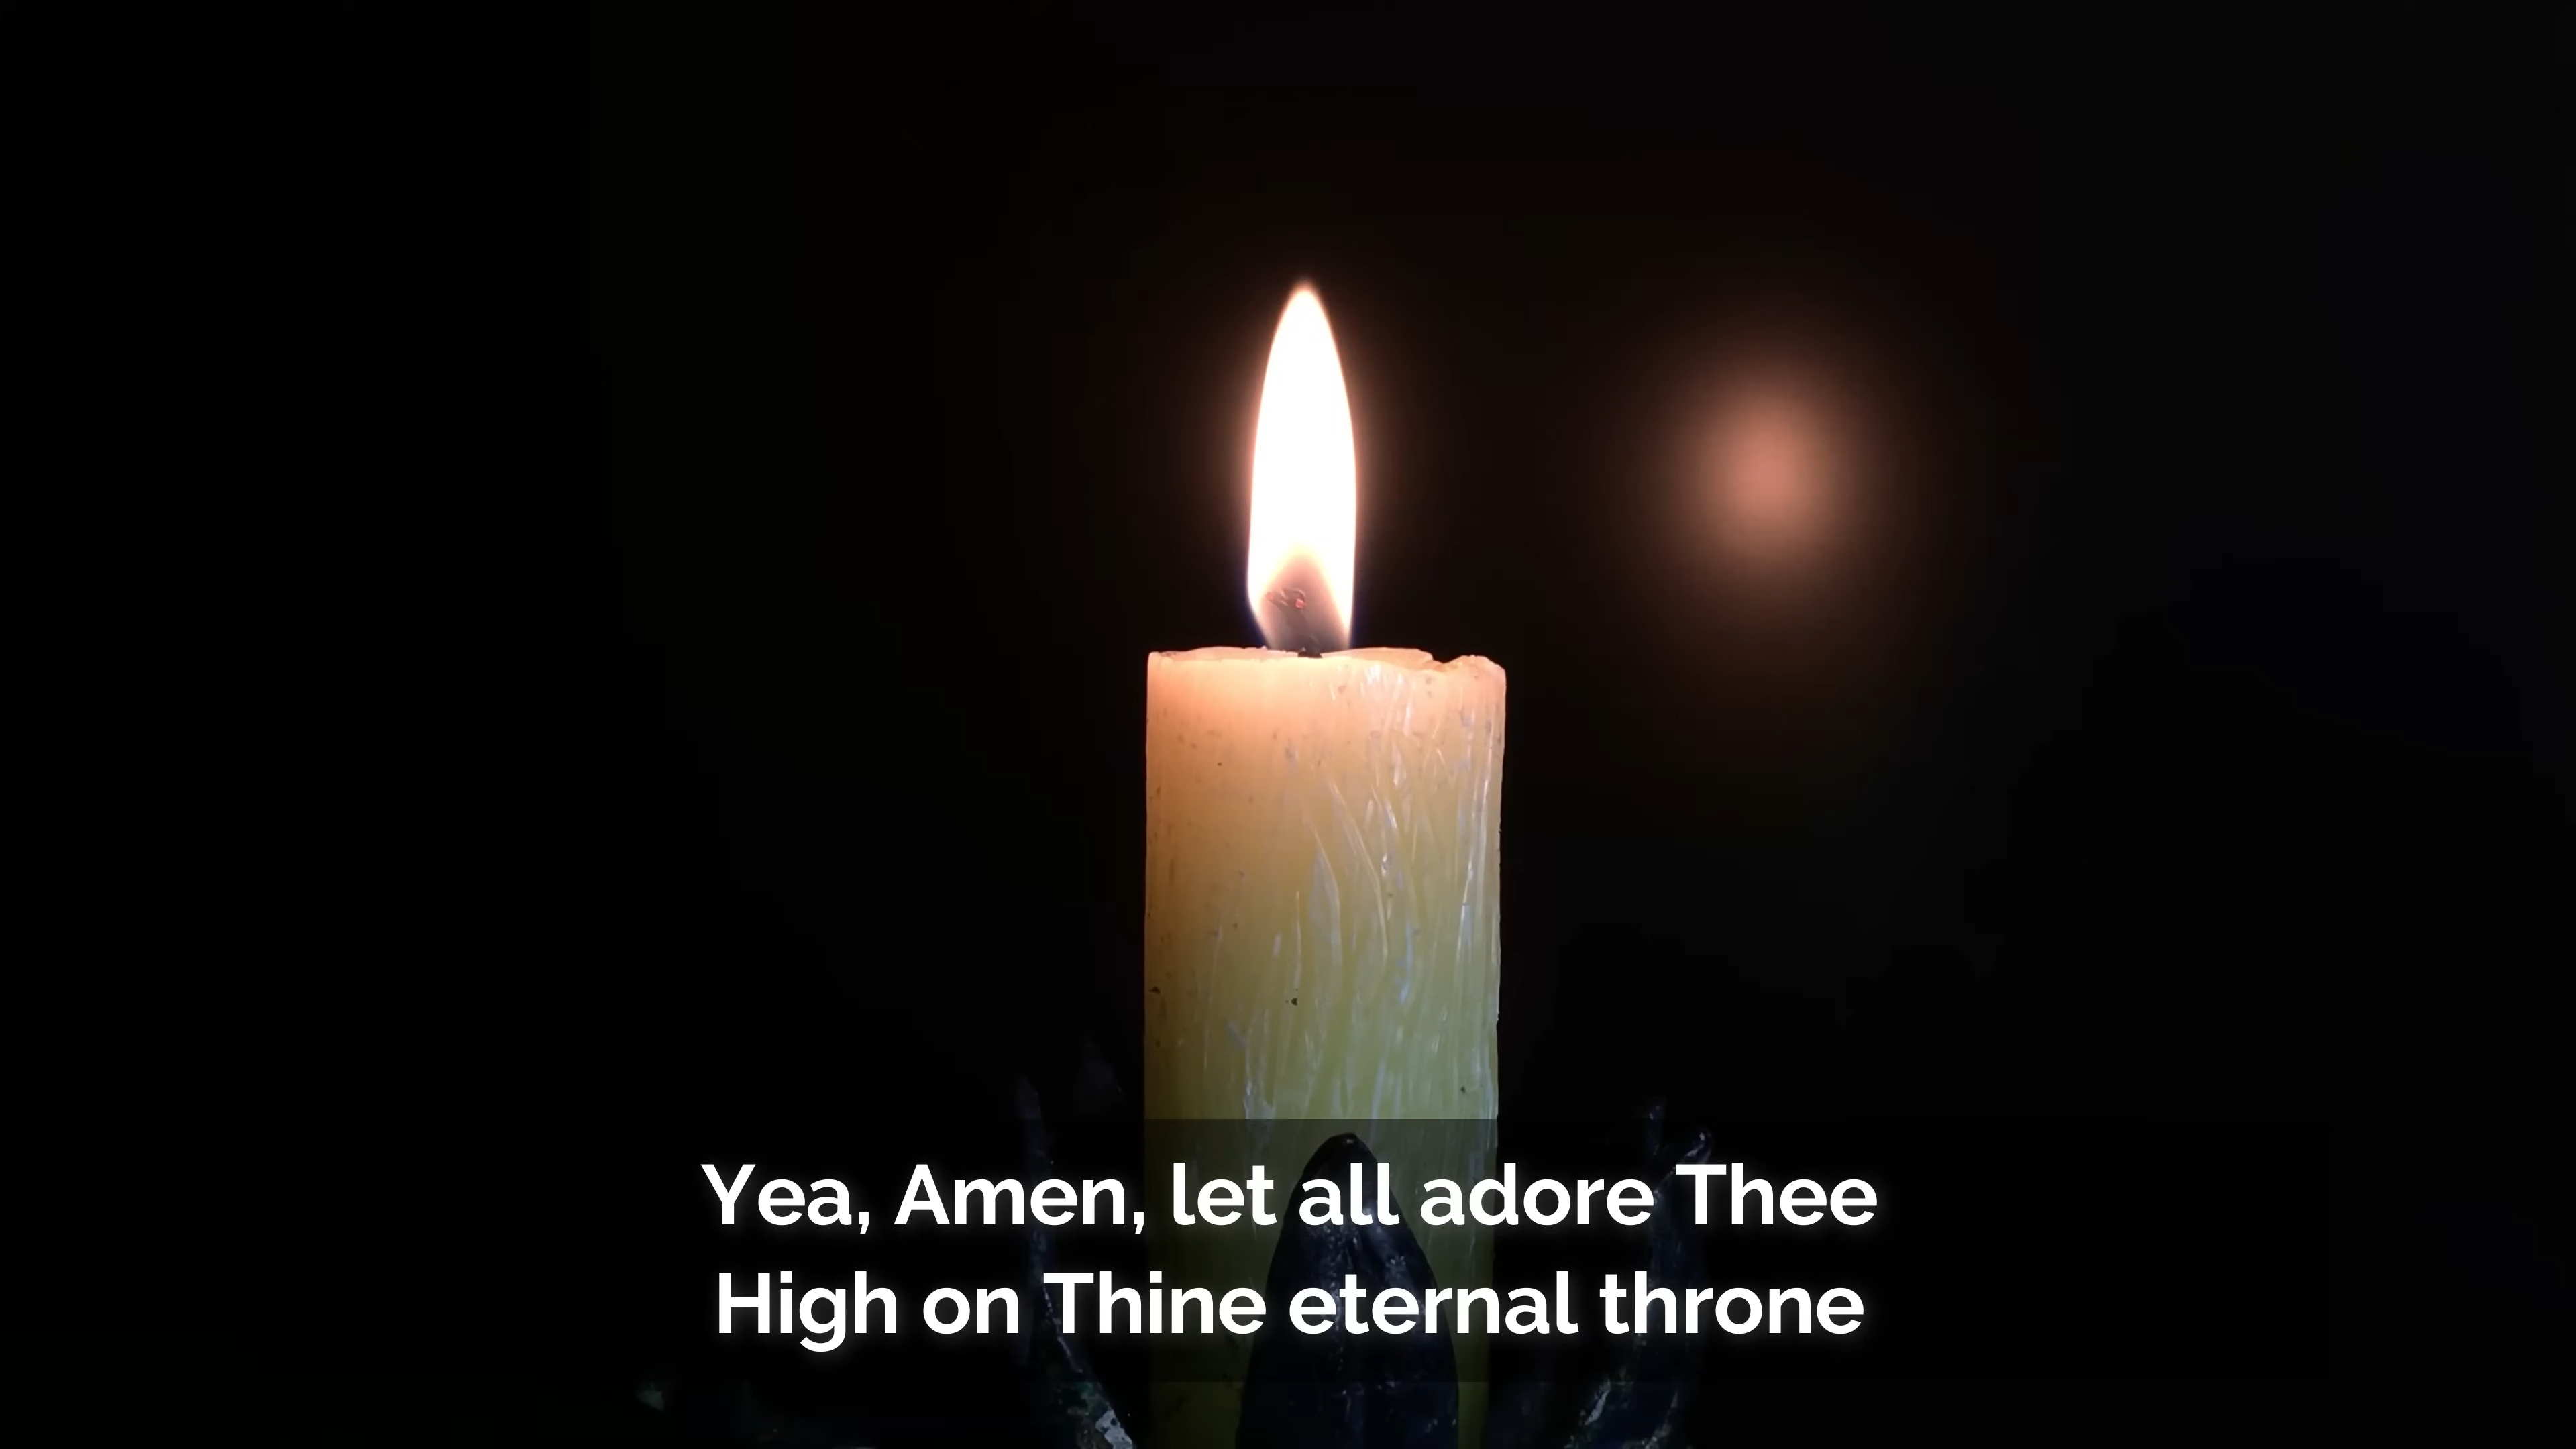 Yea, Amen, let all adore Thee
High on Thine eternal throne